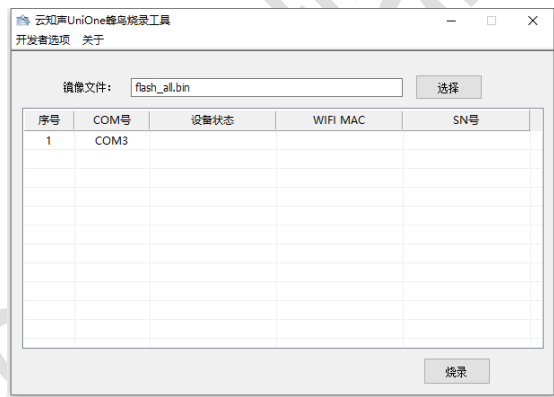 云知声UniOne蜂鸟烧录工具
开发者选项 关于
镜像文件： flash_all.bin 选择
序号 COM号 设备状态 WIFI MAC SN号
1 COM3
烧录